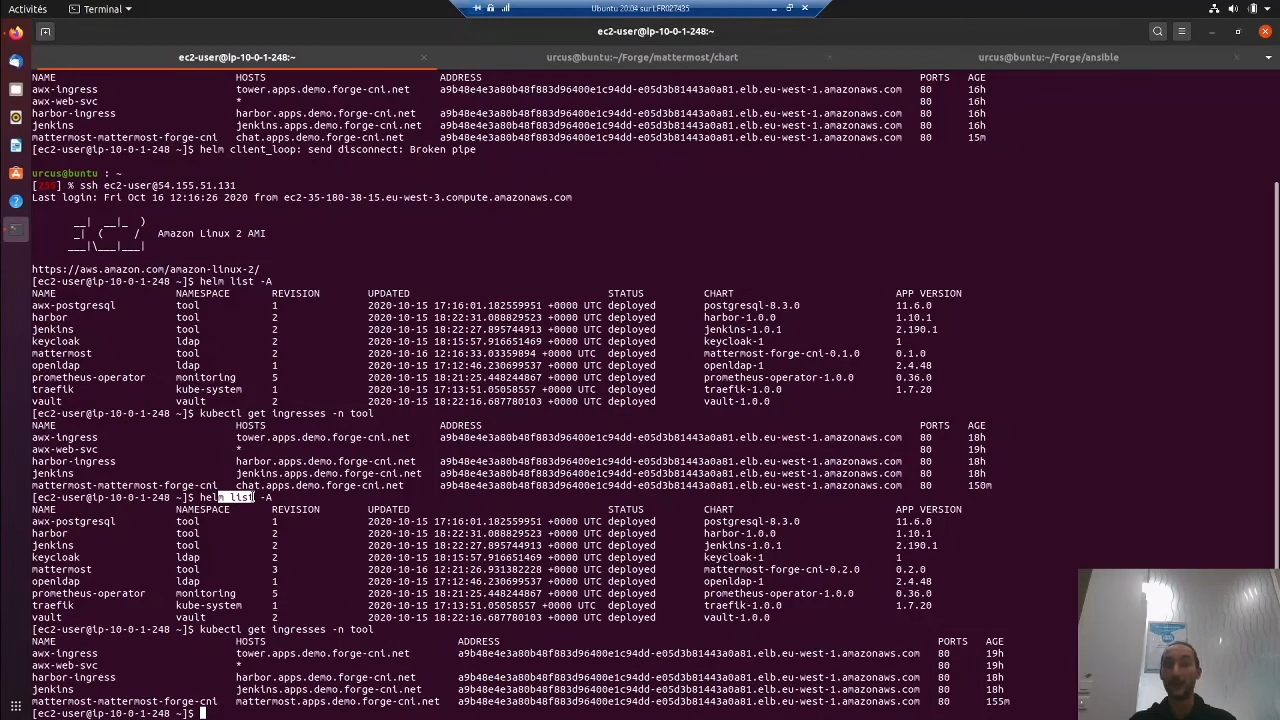 Activités Terminal Ubuntu 20.04 sur LFR027435
ec2-user@ip-10-0-1-248:~
ec2-user@ip-10-0-1-248:~ urcus@buntu:~/Forge/mattermost/chart urcus@buntu:~/Forge/ansible
NAME HOSTS ADDRESS PORTS AGE
awx-ingress tower.apps.demo.forge-cni.net a9b48e4a3a80b48f883d96400e1c94dd-e05d3b81443a0a81.elb.eu-west-1.amazonaws.com 80 16h
awx-web-svc * 80 16h
harbor-ingress harbor.apps.demo.forge-cni.net a9b48e4a3a80b48f883d96400e1c94dd-e05d3b81443a0a81.elb.eu-west-1.amazonaws.com 80 16h
jenkins jenkins.apps.demo.forge-cni.net a9b48e4a3a80b48f883d96400e1c94dd-e05d3b81443a0a81.elb.eu-west-1.amazonaws.com 80 16h
mattermost-mattermost-forge-cni chat.apps.demo.forge-cni.net a9b48e4a3a80b48f883d96400e1c94dd-e05d3b81443a0a81.elb.eu-west-1.amazonaws.com 80 15m
[ec2-user@ip-10-0-1-248 ~]$ helm client_loop: send disconnect: Broken pipe
urcus@buntu : ~
[255] % ssh ec2-user@54.155.51.131
Last login: Fri Oct 16 12:16:26 2020 from ec2-35-180-38-15.eu-west-3.compute.amazonaws.com
__| __|_ )
_| ( / Amazon Linux 2 AMI
___|\___|___|
https://aws.amazon.com/amazon-linux-2/
[ec2-user@ip-10-0-1-248 ~]$ helm list -A
NAME NAMESPACE REVISION UPDATED STATUS CHART APP VERSION
awx-postgresql tool 1 2020-10-15 17:16:01.182559951 +0000 UTC deployed postgresql-8.3.0 11.6.0
harbor tool 2 2020-10-15 18:22:31.088829523 +0000 UTC deployed harbor-1.0.0 1.10.1
jenkins tool 2 2020-10-15 18:22:27.895744913 +0000 UTC deployed jenkins-1.0.1 2.190.1
keycloak ldap 2 2020-10-15 18:15:57.916651469 +0000 UTC deployed keycloak-1 1
mattermost tool 2 2020-10-16 12:16:33.03359894 +0000 UTC deployed mattermost-forge-cni-0.1.0 0.1.0
openldap ldap 1 2020-10-15 17:12:46.230699537 +0000 UTC deployed openldap-1 2.4.48
prometheus-operator monitoring 5 2020-10-15 18:21:25.448244867 +0000 UTC deployed prometheus-operator-1.0.0 0.36.0
traefik kube-system 1 2020-10-15 17:13:51.05058557 +0000 UTC deployed traefik-1.0.0 1.7.20
vault vault 2 2020-10-15 18:22:16.687780103 +0000 UTC deployed vault-1.0.0
[ec2-user@ip-10-0-1-248 ~]$ kubectl get ingresses -n tool
NAME HOSTS ADDRESS PORTS AGE
awx-ingress tower.apps.demo.forge-cni.net a9b48e4a3a80b48f883d96400e1c94dd-e05d3b81443a0a81.elb.eu-west-1.amazonaws.com 80 18h
awx-web-svc * 80 19h
harbor-ingress harbor.apps.demo.forge-cni.net a9b48e4a3a80b48f883d96400e1c94dd-e05d3b81443a0a81.elb.eu-west-1.amazonaws.com 80 18h
jenkins jenkins.apps.demo.forge-cni.net a9b48e4a3a80b48f883d96400e1c94dd-e05d3b81443a0a81.elb.eu-west-1.amazonaws.com 80 18h
mattermost-mattermost-forge-cni chat.apps.demo.forge-cni.net a9b48e4a3a80b48f883d96400e1c94dd-e05d3b81443a0a81.elb.eu-west-1.amazonaws.com 80 150m
[ec2-user@ip-10-0-1-248 ~]$ helm list -A
NAME NAMESPACE REVISION UPDATED STATUS CHART APP VERSION
awx-postgresql tool 1 2020-10-15 17:16:01.182559951 +0000 UTC deployed postgresql-8.3.0 11.6.0
harbor tool 2 2020-10-15 18:22:31.088829523 +0000 UTC deployed harbor-1.0.0 1.10.1
jenkins tool 2 2020-10-15 18:22:27.895744913 +0000 UTC deployed jenkins-1.0.1 2.190.1
keycloak ldap 2 2020-10-15 18:15:57.916651469 +0000 UTC deployed keycloak-1 1
mattermost tool 3 2020-10-16 12:21:26.931382228 +0000 UTC deployed mattermost-forge-cni-0.2.0 0.2.0
openldap ldap 1 2020-10-15 17:12:46.230699537 +0000 UTC deployed openldap-1 2.4.48
prometheus-operator monitoring 5 2020-10-15 18:21:25.448244867 +0000 UTC deployed prometheus-operator-1.0.0 0.36.0
traefik kube-system 1 2020-10-15 17:13:51.05058557 +0000 UTC deployed traefik-1.0.0 1.7.20
vault vault 2 2020-10-15 18:22:16.687780103 +0000 UTC deployed vault-1.0.0
[ec2-user@ip-10-0-1-248 ~]$ kubectl get ingresses -n tool
NAME HOSTS ADDRESS PORTS AGE
awx-ingress tower.apps.demo.forge-cni.net a9b48e4a3a80b48f883d96400e1c94dd-e05d3b81443a0a81.elb.eu-west-1.amazonaws.com 80 19h
awx-web-svc * 80 19h
harbor-ingress harbor.apps.demo.forge-cni.net a9b48e4a3a80b48f883d96400e1c94dd-e05d3b81443a0a81.elb.eu-west-1.amazonaws.com 80 18h
jenkins jenkins.apps.demo.forge-cni.net a9b48e4a3a80b48f883d96400e1c94dd-e05d3b81443a0a81.elb.eu-west-1.amazonaws.com 80 18h
mattermost-mattermost-forge-cni mattermost.apps.demo.forge-cni.net a9b48e4a3a80b48f883d96400e1c94dd-e05d3b81443a0a81.elb.eu-west-1.amazonaws.com 80 155m
[ec2-user@ip-10-0-1-248 ~]$